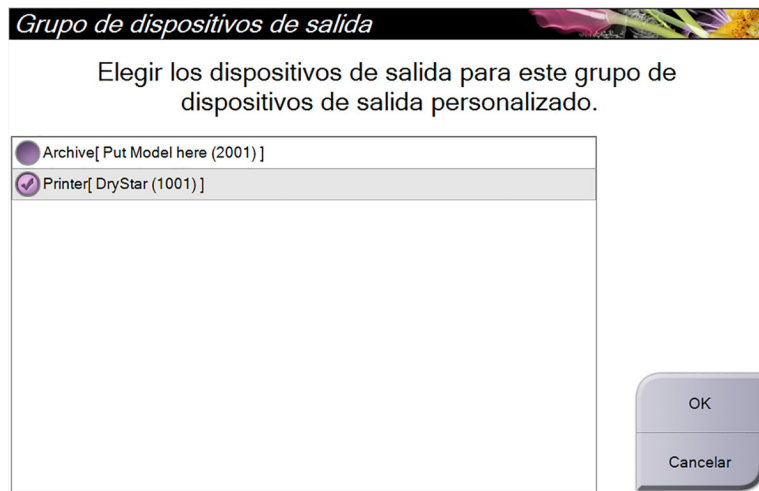 Grupo de dispositivos de salida
Elegir los dispositivos de salida para este grupo de
dispositivos de salida personalizado.
Archive[ Put Model here (2001) ]
Printer[ DryStar (1001) ]
OK
Cancelar